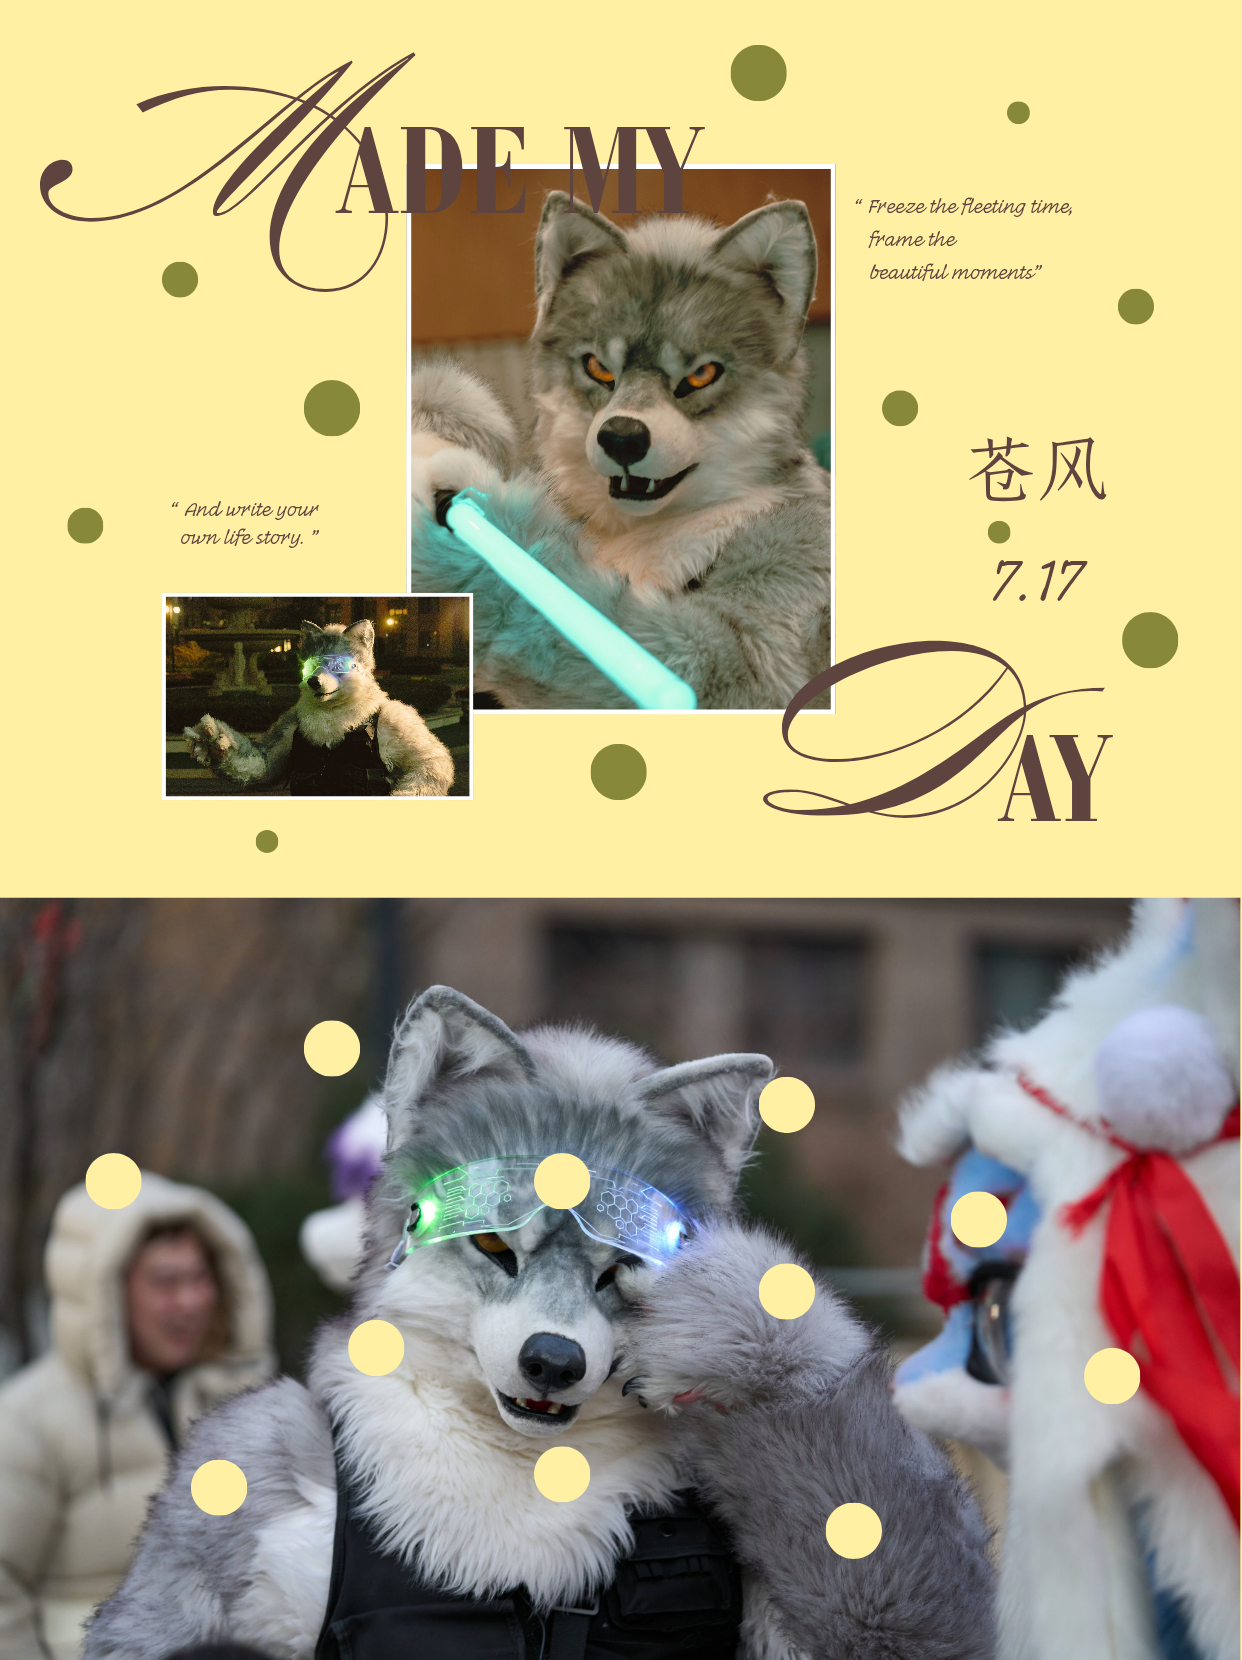 MADE MY
“ Freeze the fleeting time,
frame the
beautiful moments”
苍风
“ And write your
own life story. ”
7.17
DAY